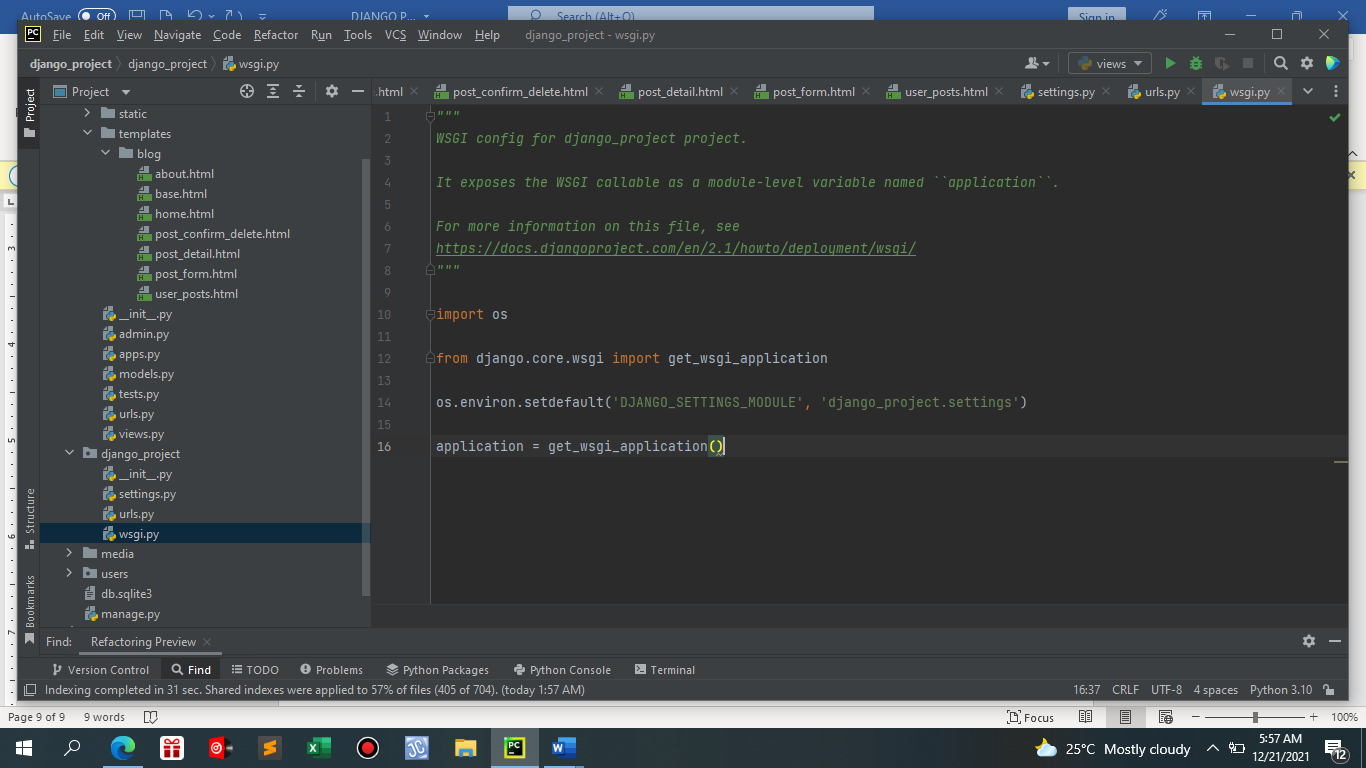 AutoSave Off DJANGO P... Search (Alt+Q) Sign in
PC File Edit View Navigate Code Refactor Run Tools VCS Window Help django_project - wsgi.py
django_project django_project wsgi.py views
Project .html post_confirm_delete.html post_detail.html post_form.html user_posts.html settings.py urls.py wsgi.py
Project
Structure
Bookmarks
static
templates
blog
about.html
base.html
home.html
post_confirm_delete.html
post_detail.html
post_form.html
user_posts.html
__init__.py
admin.py
apps.py
models.py
tests.py
urls.py
views.py
django_project
__init__.py
settings.py
urls.py
wsgi.py
media
users
db.sqlite3
manage.py
1 """
2 WSGI config for django_project project.
3
4 It exposes the WSGI callable as a module-level variable named ``application``.
5
6 For more information on this file, see
7 https://docs.djangoproject.com/en/2.1/howto/deployment/wsgi/
8 """
9
10 import os
11
12 from django.core.wsgi import get_wsgi_application
13
14 os.environ.setdefault('DJANGO_SETTINGS_MODULE', 'django_project.settings')
15
16 application = get_wsgi_application()
Find: Refactoring Preview
Version Control Find TODO Problems Python Packages Python Console Terminal
Indexing completed in 31 sec. Shared indexes were applied to 57% of files (405 of 704). (today 1:57 AM) 16:37 CRLF UTF-8 4 spaces Python 3.10
Page 9 of 9 9 words Focus 100%
25°C Mostly cloudy 5:57 AM
12/21/2021
12